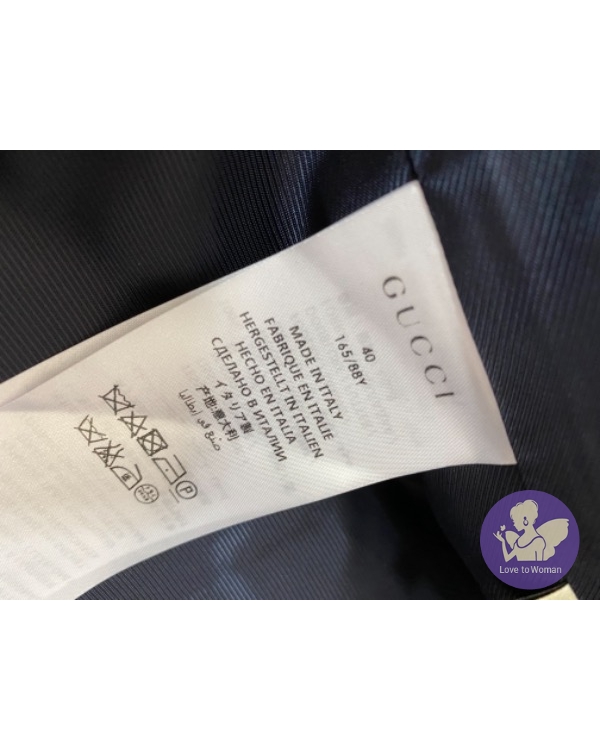 GUCCI
40
165/88Y
MADE IN ITALY
FABRIQUE EN ITALIE
HERGESTELLT IN ITALIEN
HECHO EN ITALIA
СДЕЛАНО В ИТАЛИИ
イタリア製
产地:意大利
صنع في إيطاليا
P
Love to Woman